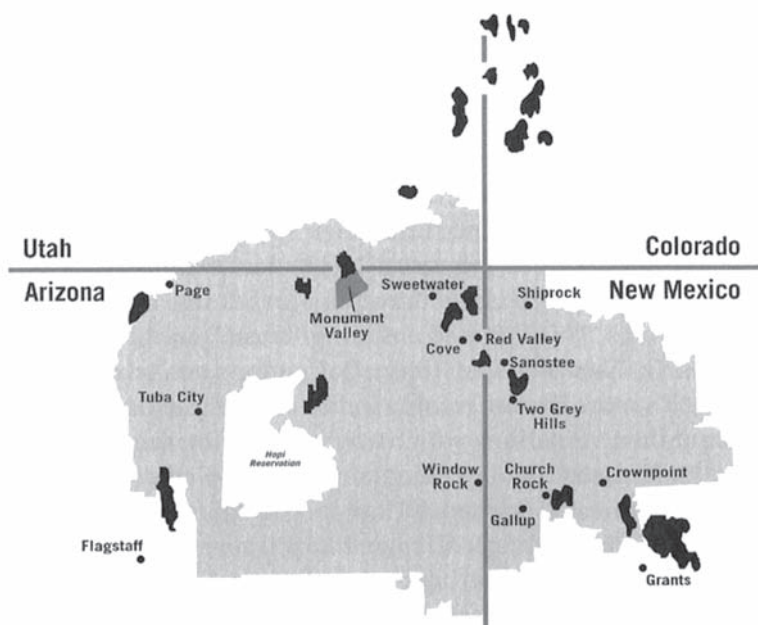 Utah
Colorado
Arizona
New Mexico
Page
Sweetwater
Shiprock
Monument
Valley
Red Valley
Cove
Sanostee
Tuba City
Two Grey
Hills
Hopi
Reservation
Window
Rock
Church
Rock
Crownpoint
Gallup
Flagstaff
Grants